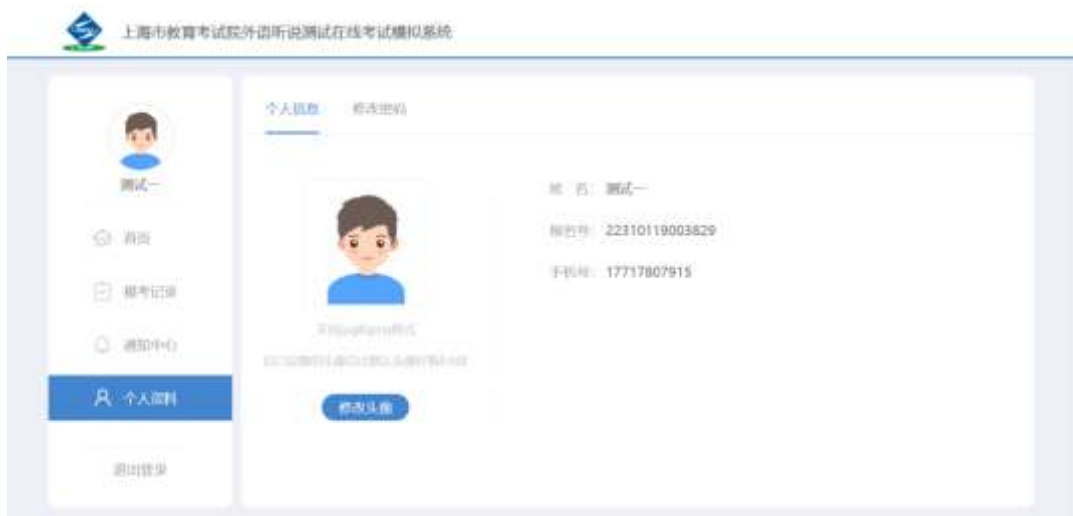 上海市教育考试院外语听说测试在线考试模拟系统
测试一
首页
模考记录
通知中心
个人资料
退出登录
个人信息 修改密码
修改头像
姓 名: 测试一
报名号: 22310119003829
手机号: 17717807915